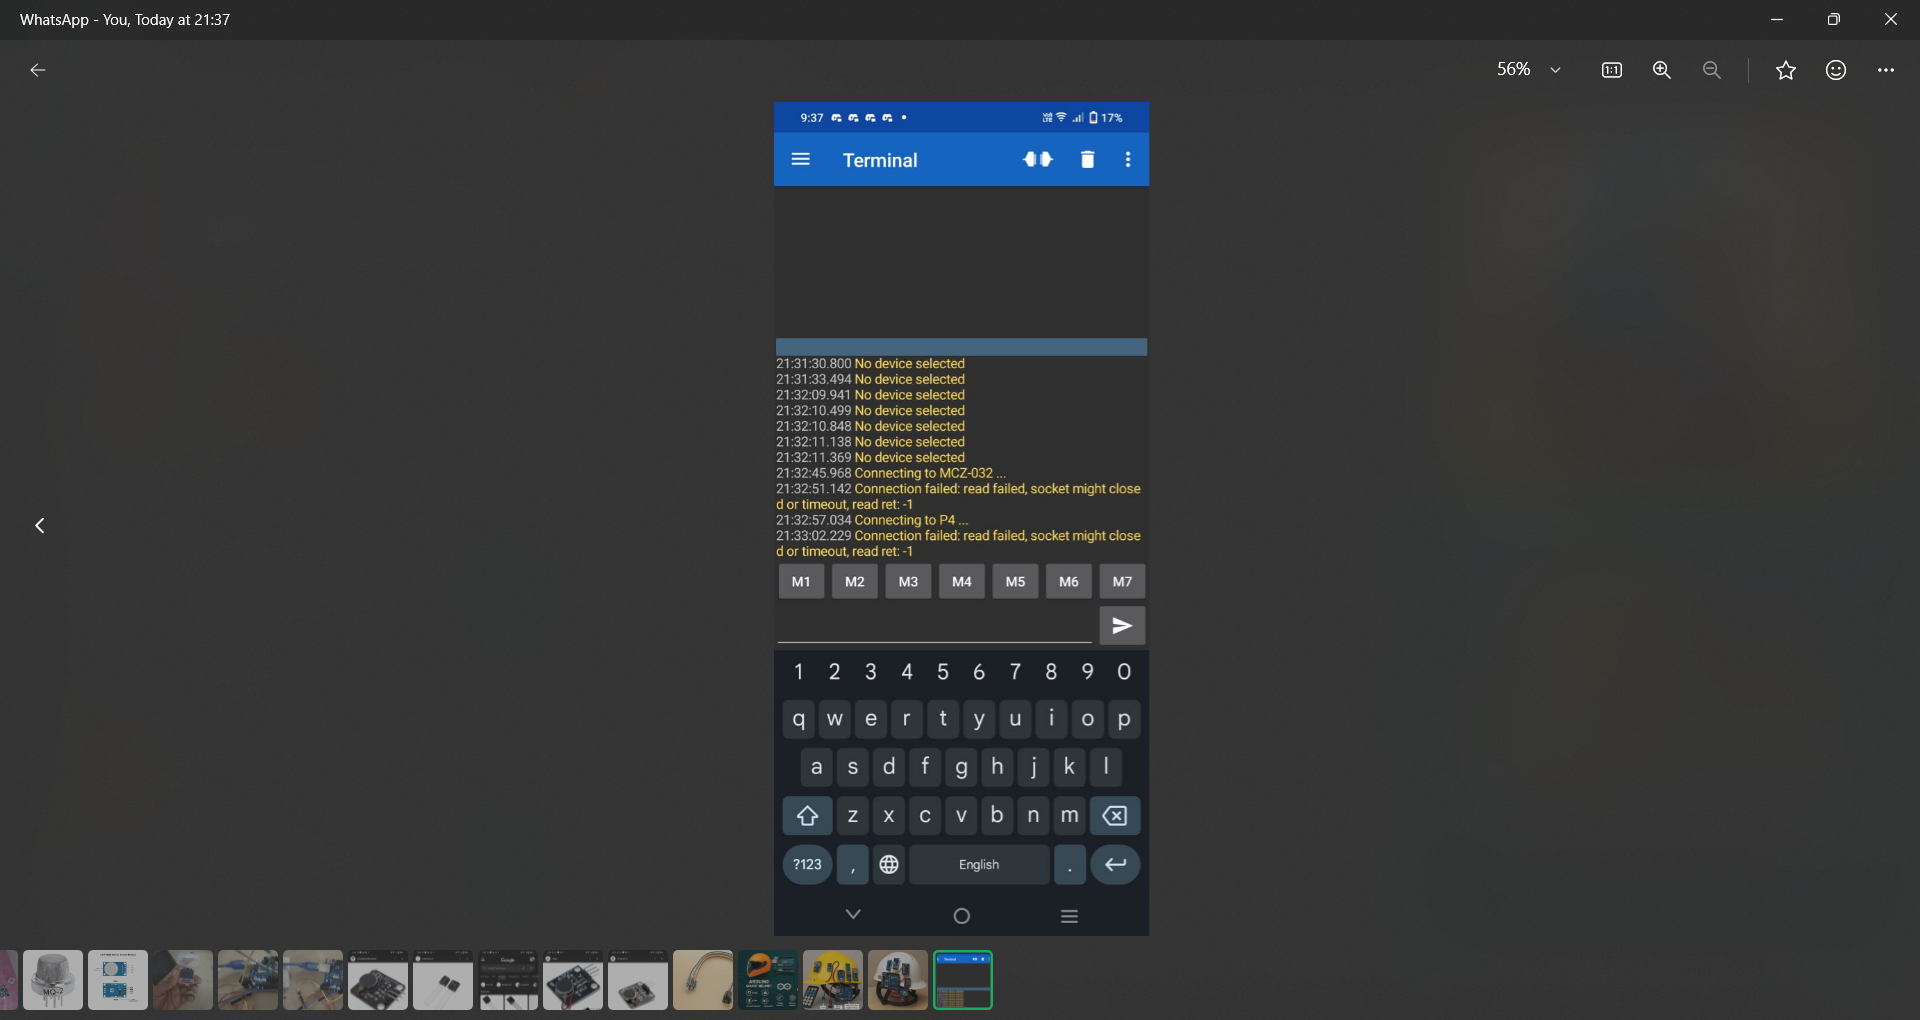 WhatsApp - You, Today at 21:37
56%
1:1
9:37
17%
Terminal
21:31:30.800 No device selected
21:31:33.494 No device selected
21:32:09.941 No device selected
21:32:10.499 No device selected
21:32:10.848 No device selected
21:32:11.138 No device selected
21:32:11.369 No device selected
21:32:45.968 Connecting to MCZ-032 ...
21:32:51.142 Connection failed: read failed, socket might close
d or timeout, read ret: -1
21:32:57.034 Connecting to P4 ...
21:33:02.229 Connection failed: read failed, socket might close
d or timeout, read ret: -1
M1 M2 M3 M4 M5 M6 M7
1 2 3 4 5 6 7 8 9 0
q w e r t y u i o p
a s d f g h j k l
z x c v b n m
?123 , English .
MQ-2